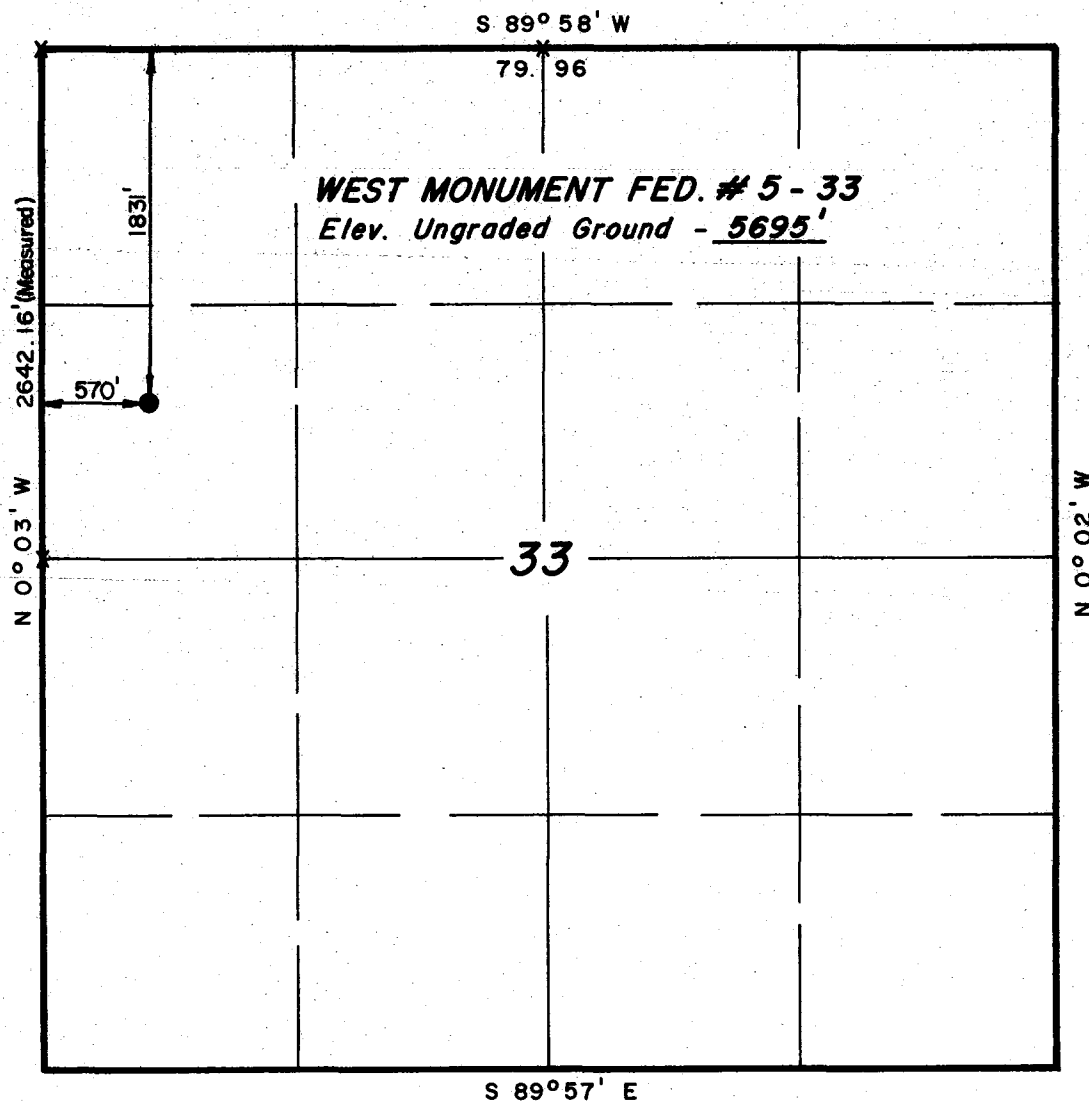 S 89° 58' W
79. 96
WEST MONUMENT FED. # 5 - 33
Elev. Ungraded Ground - 5695'
1831'
2642. 16' (Measured)
570'
N 0° 03' W
33
N 0° 02' W
S 89° 57' E